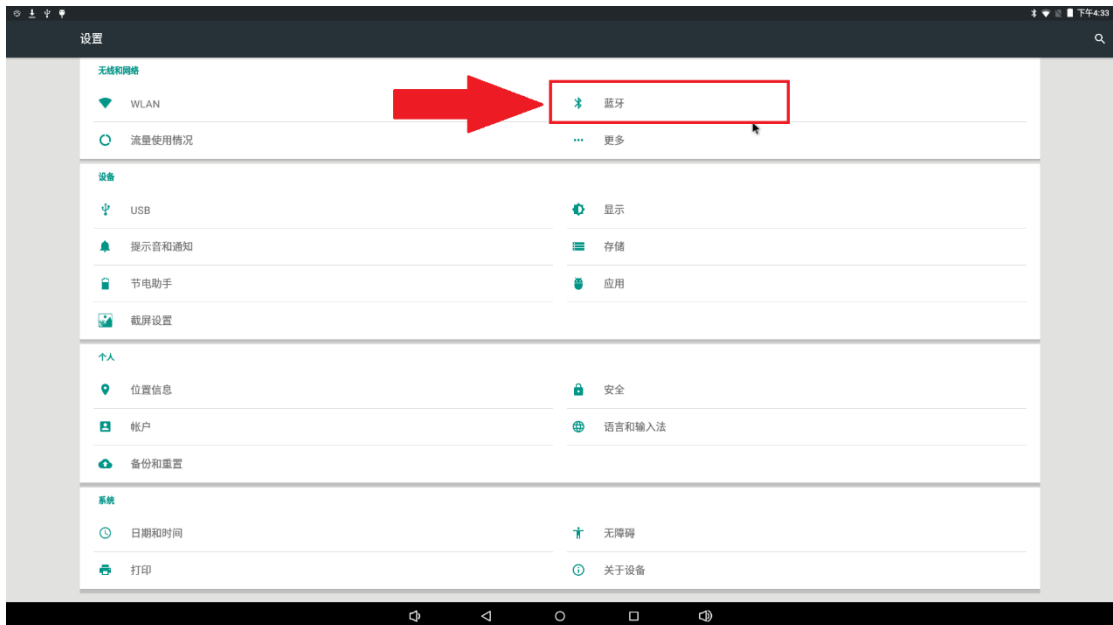 下午4:33
设置
无线和网络
WLAN
蓝牙
流量使用情况
更多
设备
USB
显示
提示音和通知
存储
节电助手
应用
截屏设置
个人
位置信息
安全
帐户
语言和输入法
备份和重置
系统
日期和时间
无障碍
打印
关于设备